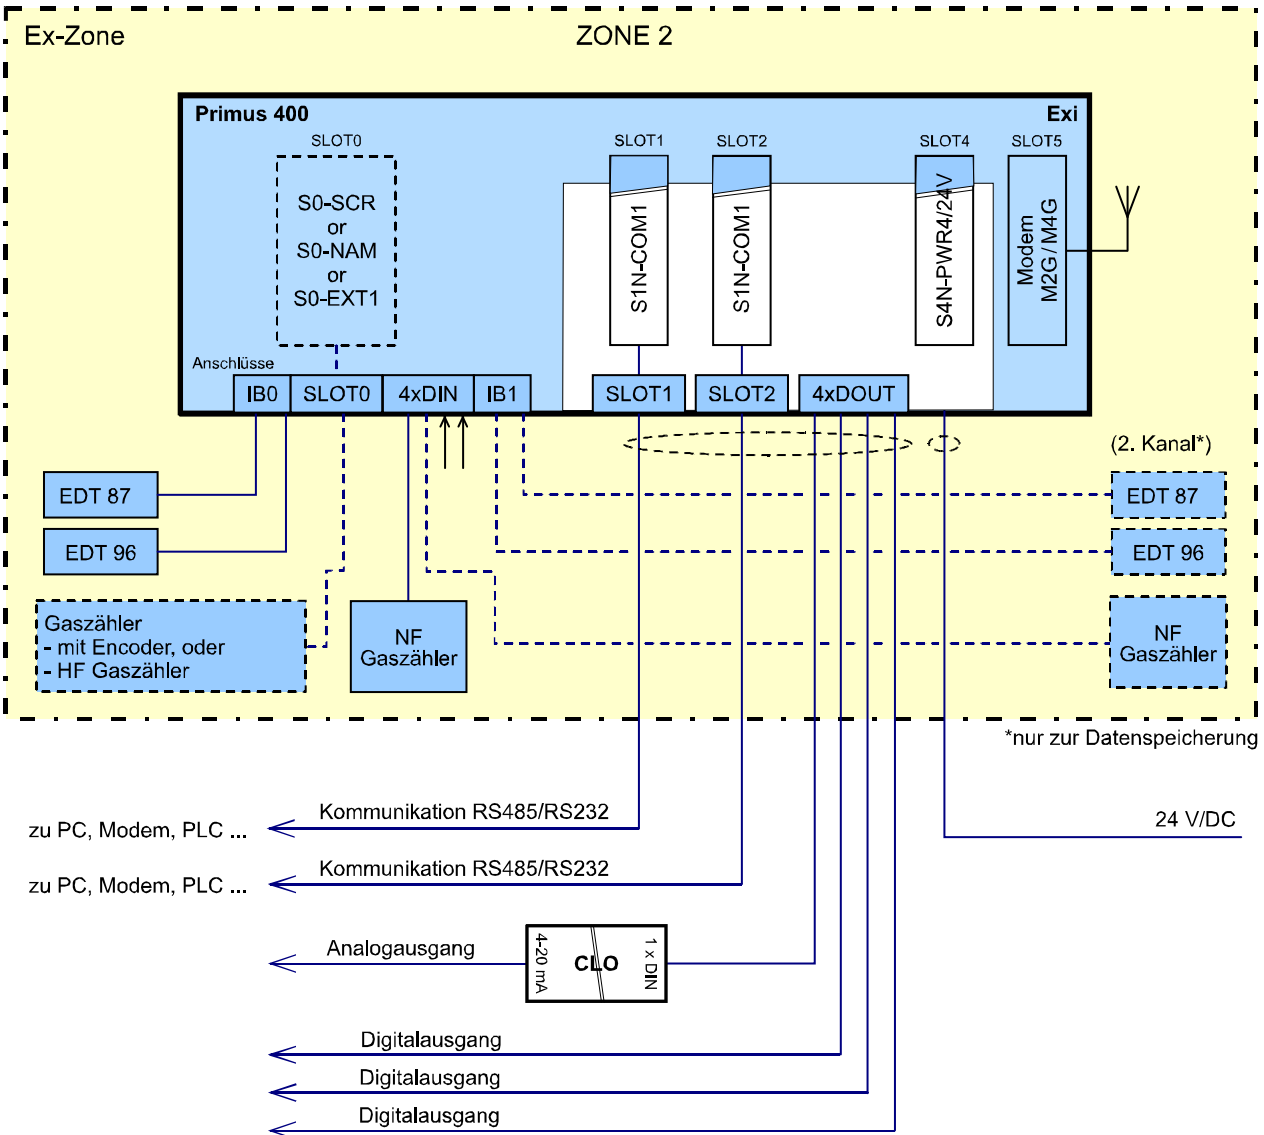 Ex-Zone
ZONE 2
Primus 400
Exi
SLOT0
SLOT1
SLOT2
SLOT4
SLOT5
S0-SCR
or
S0-NAM
or
S0-EXT1
S1N-COM1
S1N-COM1
S4N-PWR4/24V
Modem
M2G/M4G
Anschlüsse
IB0
SLOT0
4xDIN
IB1
SLOT1
SLOT2
4xDOUT
(2. Kanal*)
EDT 87
EDT 87
EDT 96
EDT 96
Gaszähler
- mit Encoder, oder
- HF Gaszähler
NF
Gaszähler
NF
Gaszähler
*nur zur Datenspeicherung
Kommunikation RS485/RS232
zu PC, Modem, PLC ...
24 V/DC
Kommunikation RS485/RS232
zu PC, Modem, PLC ...
Analogausgang
4-20 mA
CLO
1 x DIN
Digitalausgang
Digitalausgang
Digitalausgang